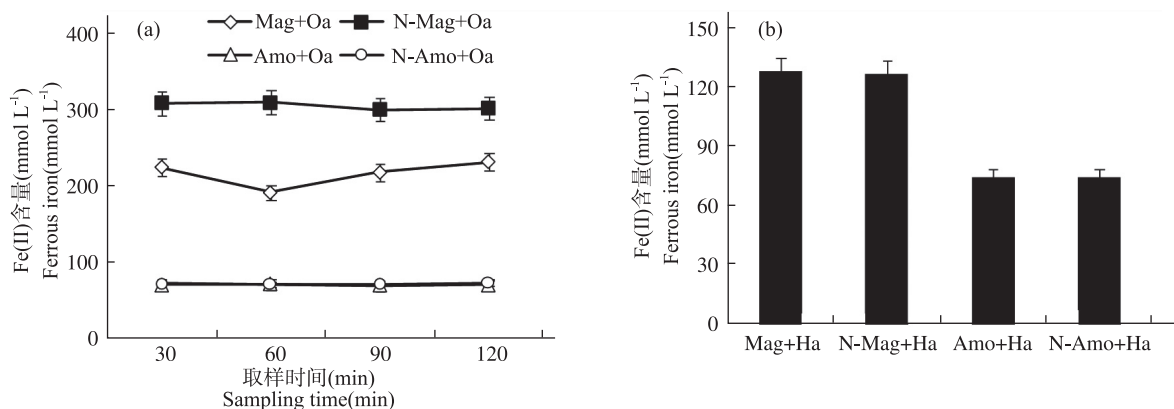 (a)
Mag+Oa N-Mag+Oa
Amo+Oa N-Amo+Oa
400
300
200
100
0
Fe(II)含量(mmol L⁻¹)
Ferrous iron(mmol L⁻¹)
30 60 90 120
取样时间(min)
Sampling time(min)
(b)
150
120
90
60
30
0
Fe(II)含量(mmol L⁻¹)
Ferrous iron(mmol L⁻¹)
Mag+Ha N-Mag+Ha Amo+Ha N-Amo+Ha